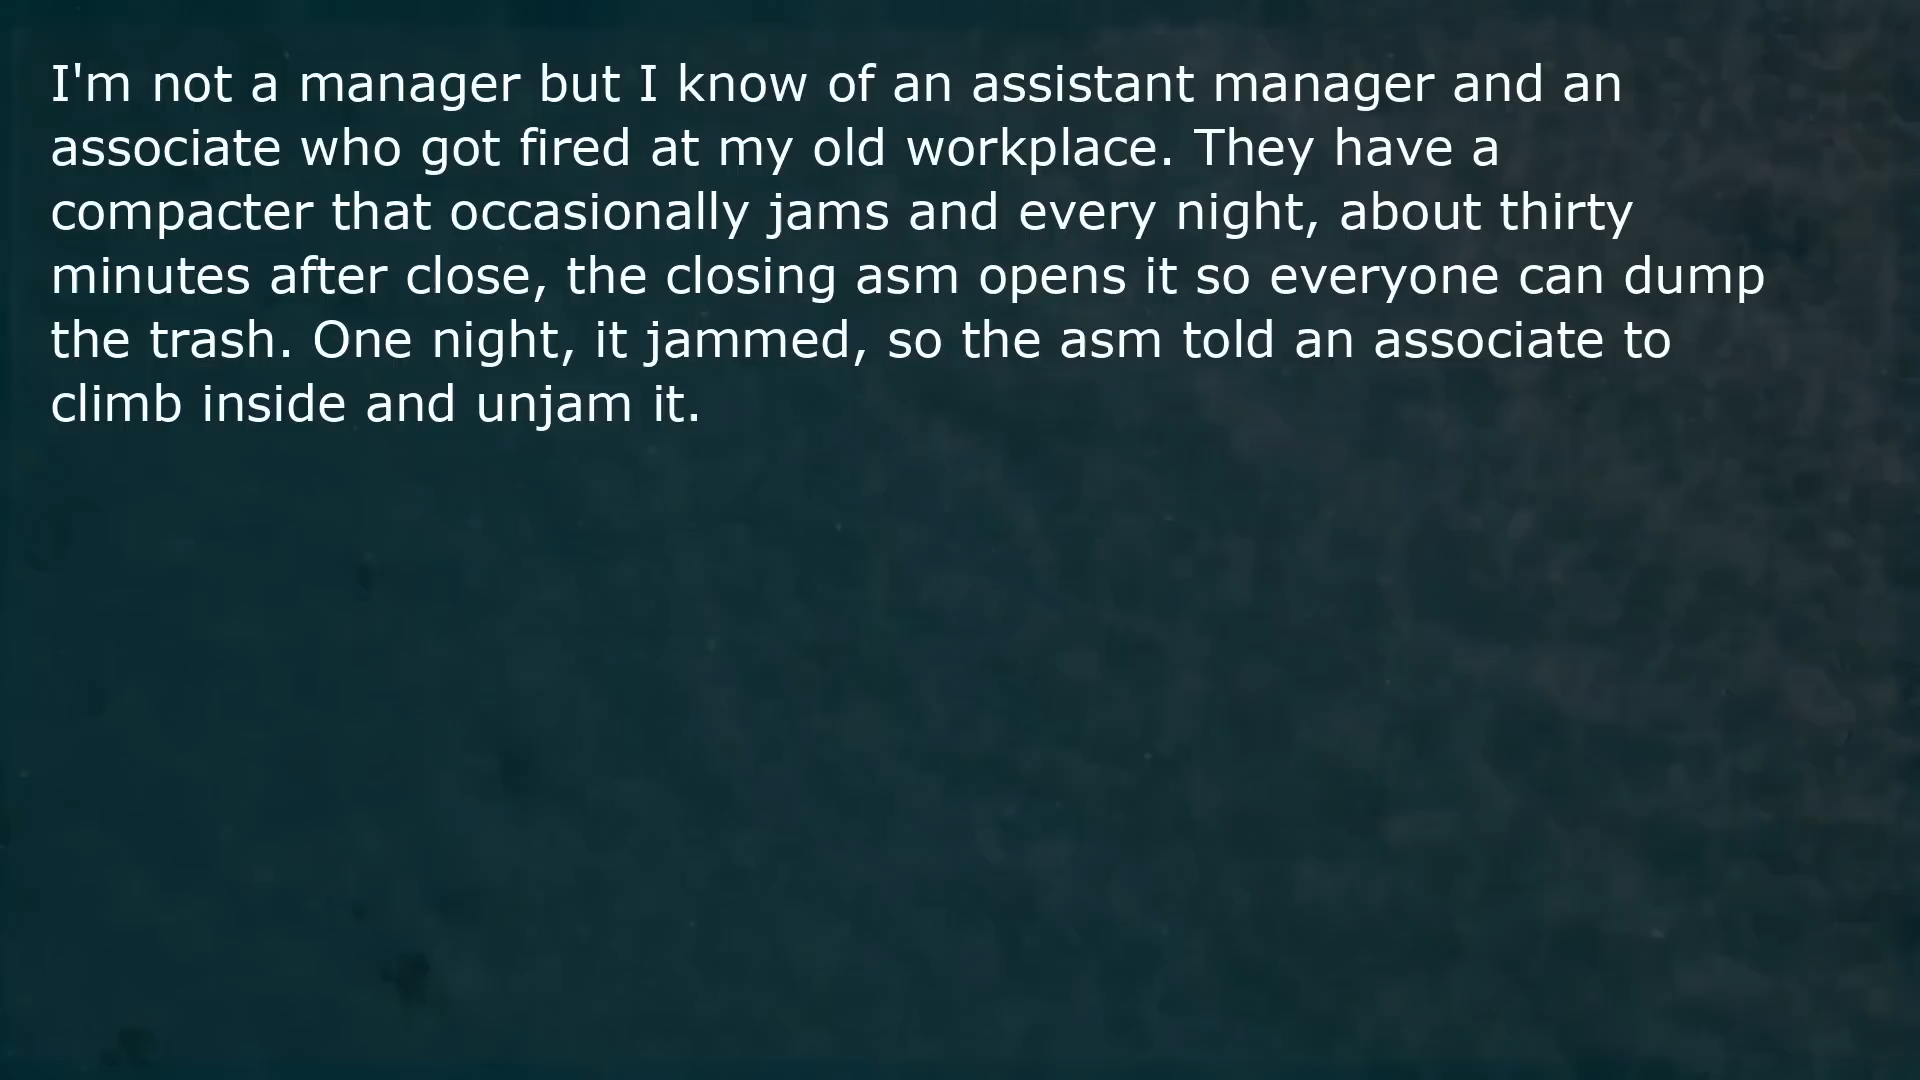 I'm not a manager but I know of an assistant manager and an
associate who got fired at my old workplace. They have a
compacter that occasionally jams and every night, about thirty
minutes after close, the closing asm opens it so everyone can dump
the trash. One night, it jammed, so the asm told an associate to
climb inside and unjam it.